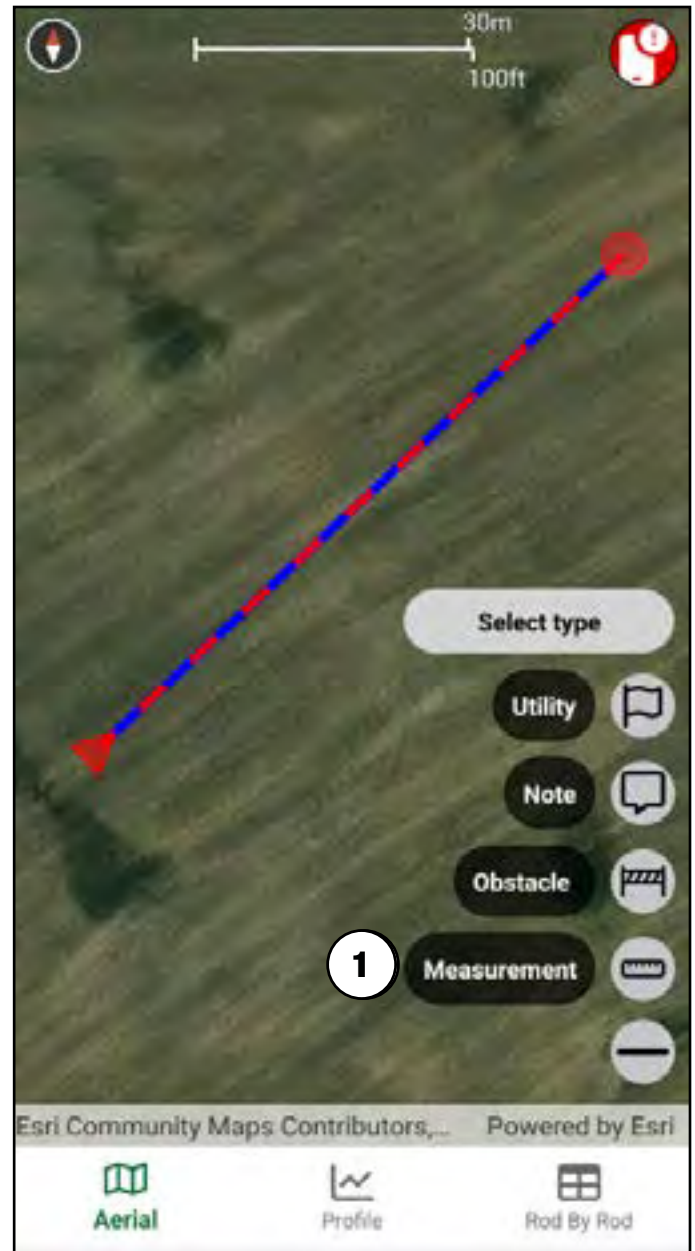 30m
100ft
!
Select type
Utility
Note
Obstacle
1 Measurement
Esri Community Maps Contributors,... Powered by Esri
Aerial Profile Rod By Rod